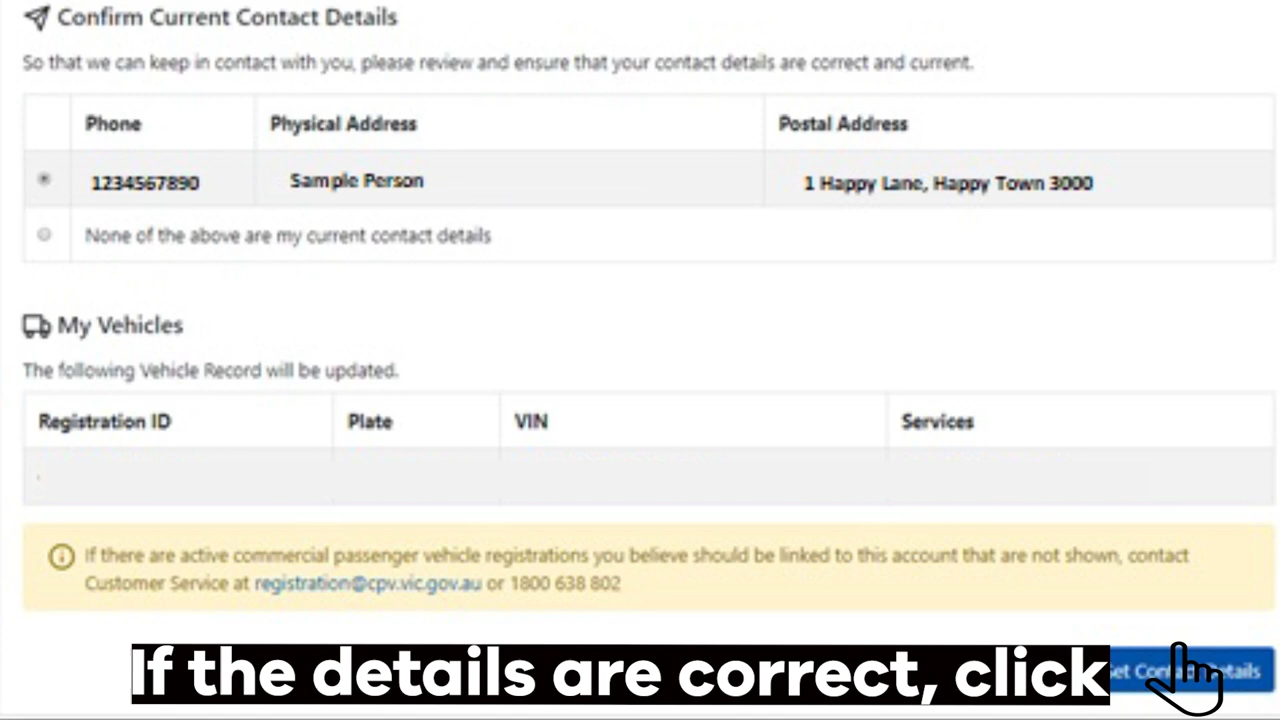 Confirm Current Contact Details
So that we can keep in contact with you, please review and ensure that your contact details are correct and current.
Phone Physical Address Postal Address
1234567890 Sample Person 1 Happy Lane, Happy Town 3000
None of the above are my current contact details
My Vehicles
The following Vehicle Record will be updated.
Registration ID Plate VIN Services
If there are active commercial passenger vehicle registrations you believe should be linked to this account that are not shown, contact
Customer Service at registration@cpv.vic.gov.au or 1800 638 802
If the details are correct, click